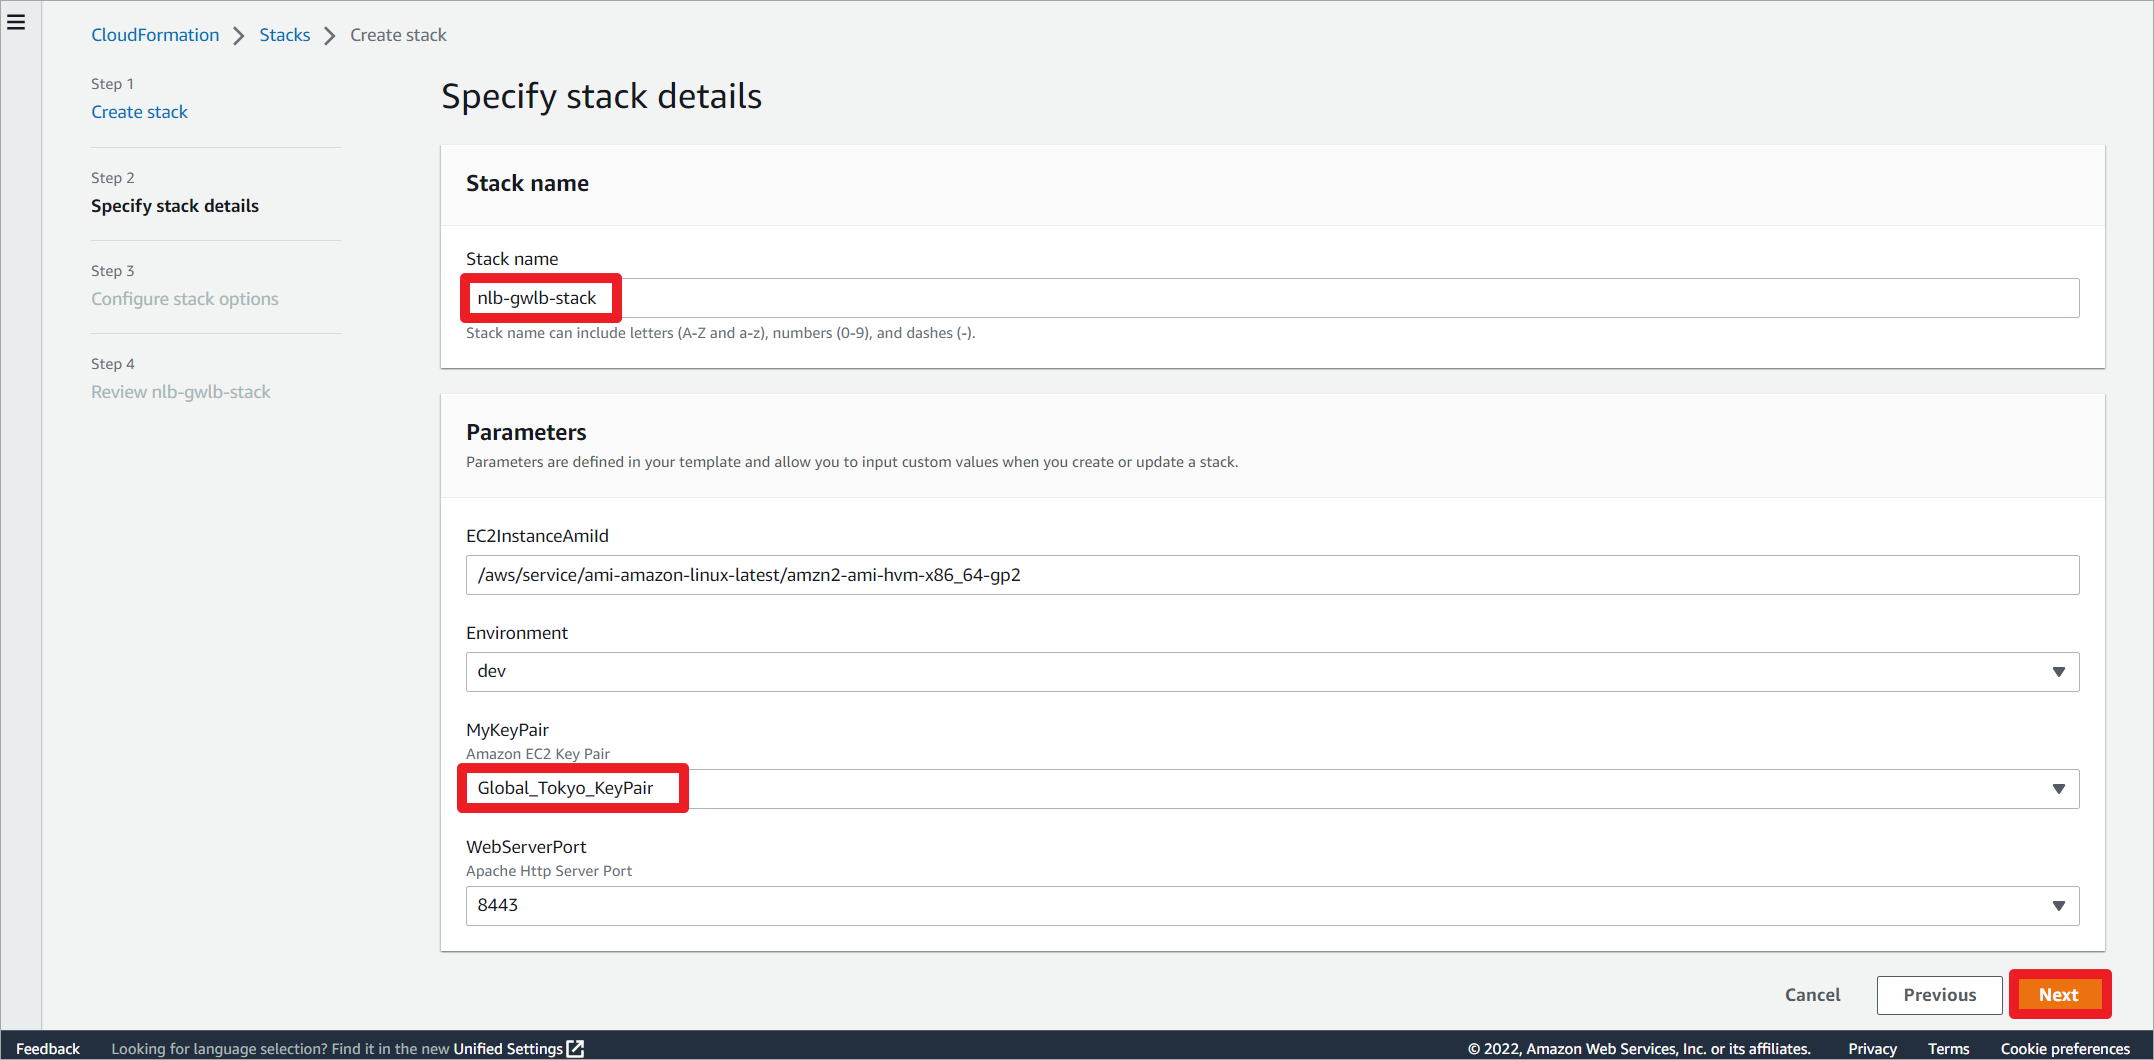 CloudFormation > Stacks > Create stack
Step 1
Create stack
Step 2
Specify stack details
Step 3
Configure stack options
Step 4
Review nlb-gwlb-stack
Specify stack details
Stack name
Stack name
nlb-gwlb-stack
Stack name can include letters (A-Z and a-z), numbers (0-9), and dashes (-).
Parameters
Parameters are defined in your template and allow you to input custom values when you create or update a stack.
EC2InstanceAmiId
/aws/service/ami-amazon-linux-latest/amzn2-ami-hvm-x86_64-gp2
Environment
dev
MyKeyPair
Amazon EC2 Key Pair
Global_Tokyo_KeyPair
WebServerPort
Apache Http Server Port
8443
Cancel Previous Next
Feedback Looking for language selection? Find it in the new Unified Settings © 2022, Amazon Web Services, Inc. or its affiliates. Privacy Terms Cookie preferences